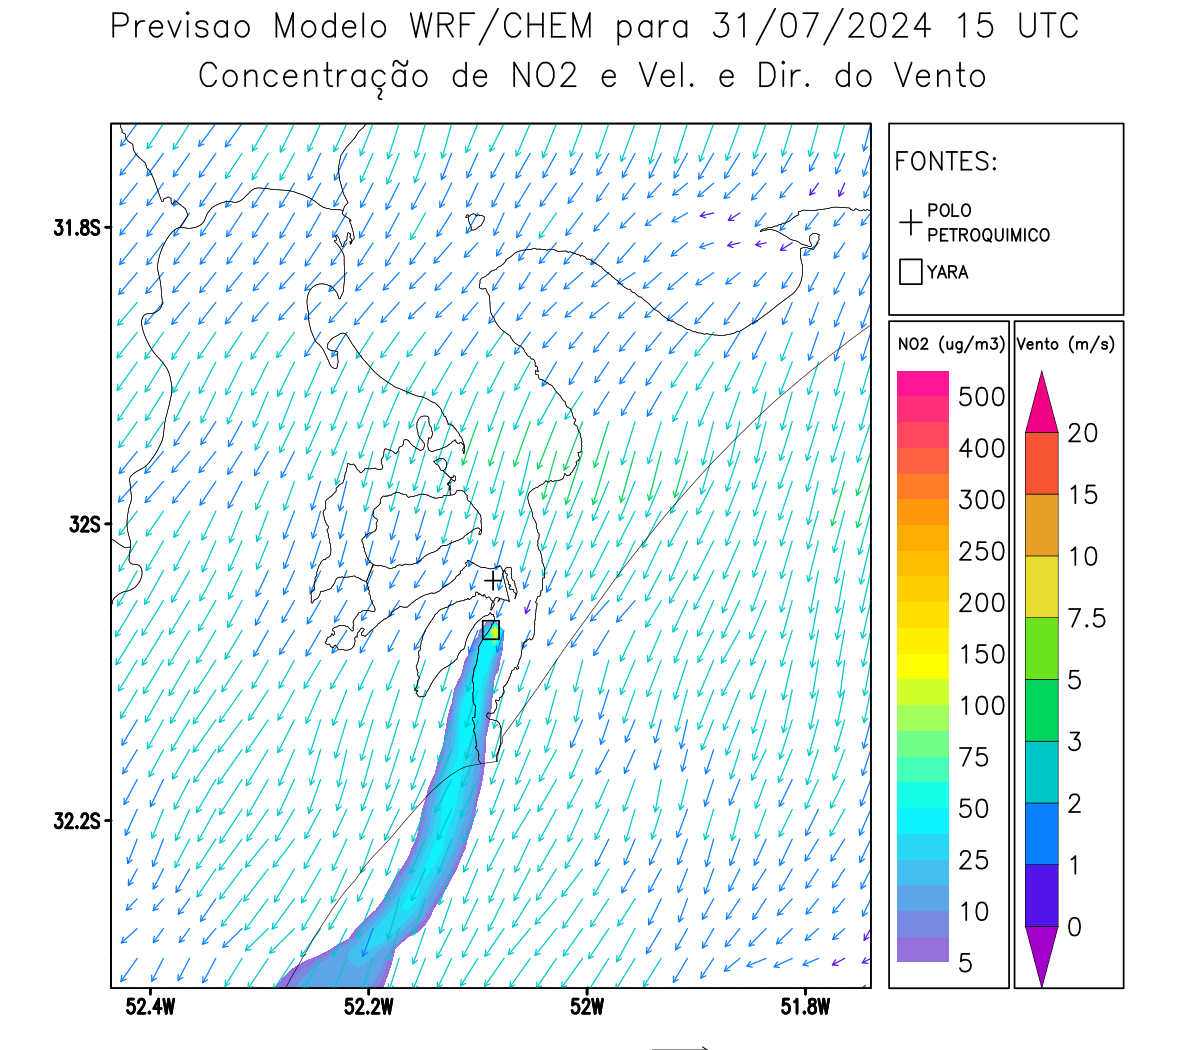 Previsao Modelo WRF/CHEM para 31/07/2024 15 UTC
Concentração de NO2 e Vel. e Dir. do Vento
FONTES:
POLO
PETROQUIMICO
YARA
NO2 (ug/m3)
500
400
300
250
200
150
100
75
50
25
10
5
Vento (m/s)
20
15
10
7.5
5
3
2
1
0
31.8S
32S
32.2S
52.4W
52.2W
52W
51.8W